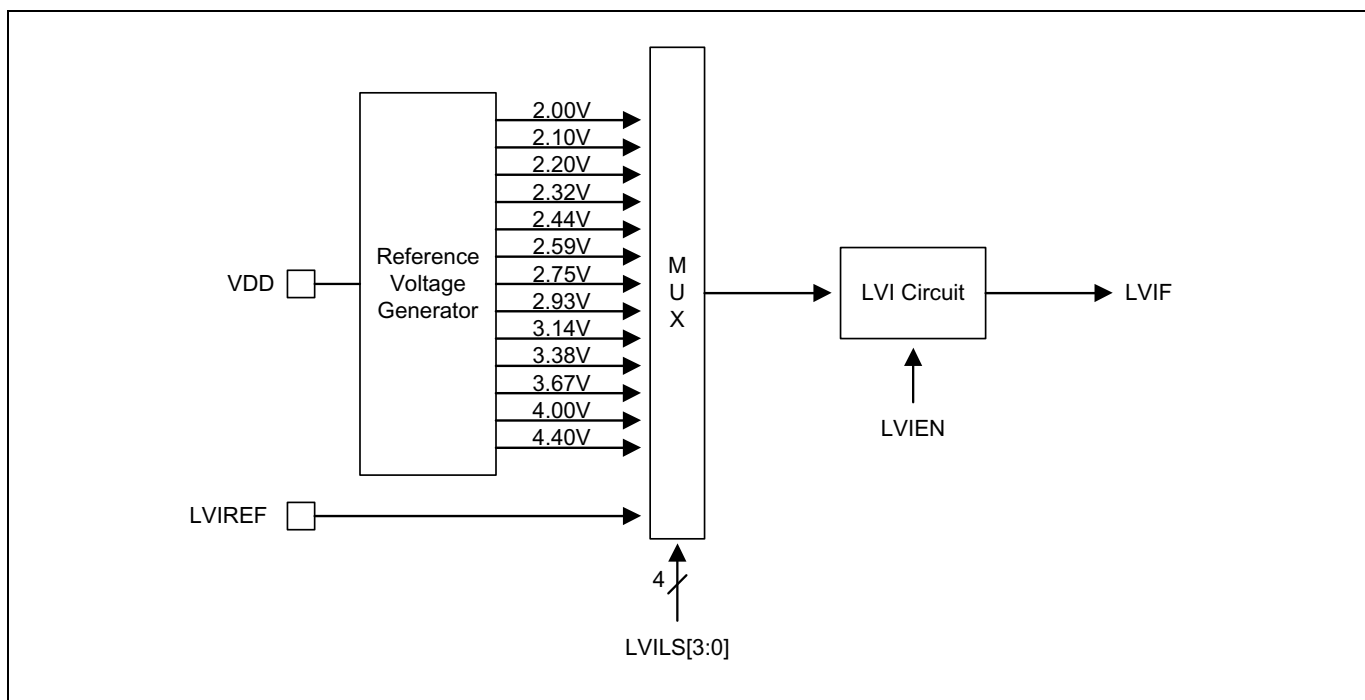 2.00V
2.10V
2.20V
2.32V
2.44V
2.59V
2.75V
2.93V
3.14V
3.38V
3.67V
4.00V
4.40V
VDD
Reference
Voltage
Generator
LVIREF
M
U
X
4
LVILS[3:0]
LVI Circuit
LVIF
LVIEN